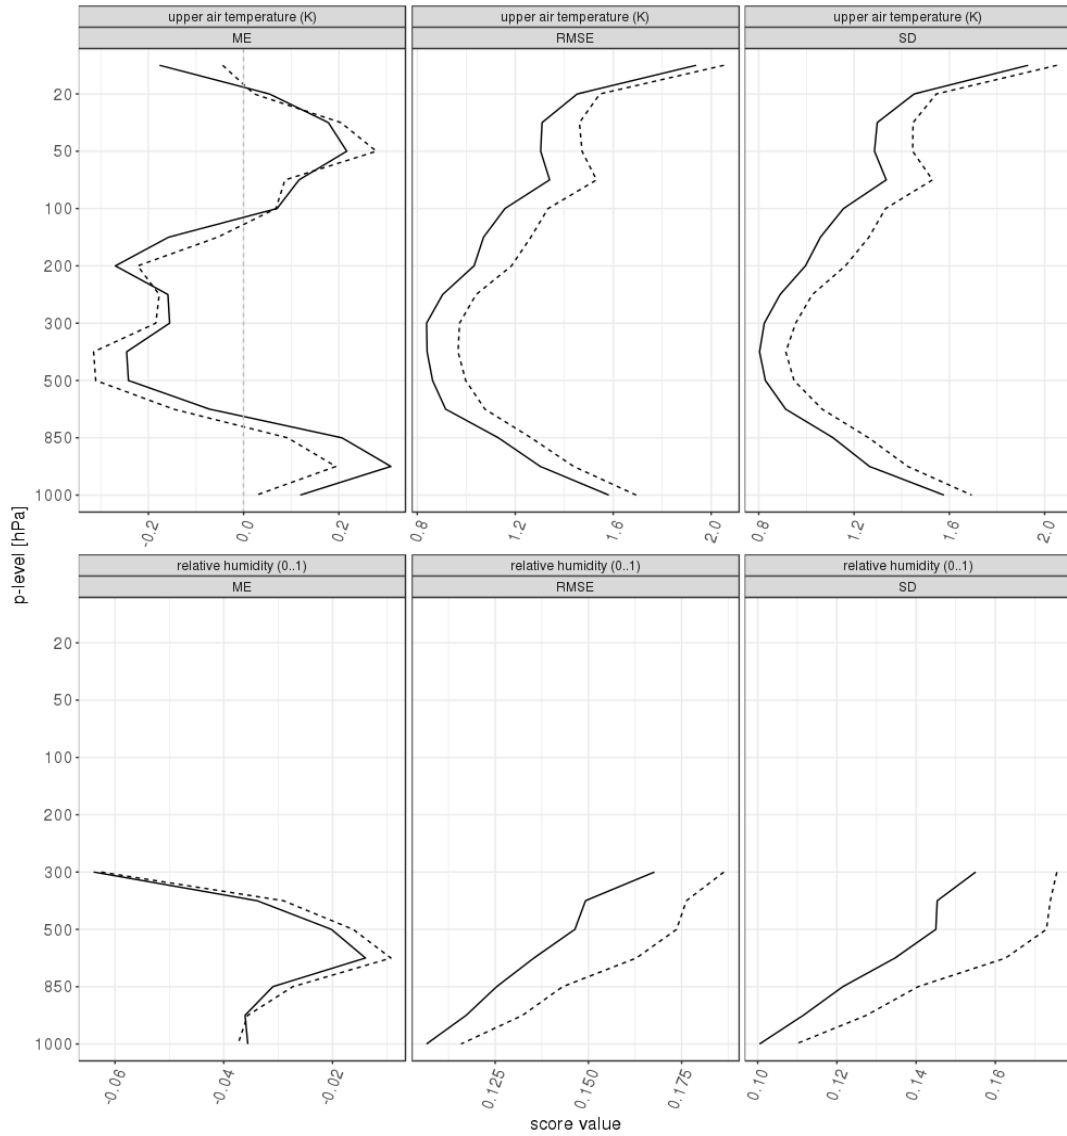 upper air temperature (K) upper air temperature (K) upper air temperature (K)
ME RMSE SD
20
50
100
200
300
500
850
1000
-0.2 0.0 0.2 0.8 1.2 1.6 2.0 0.8 1.2 1.6 2.0
p-level [hPa]
relative humidity (0..1) relative humidity (0..1) relative humidity (0..1)
ME RMSE SD
20
50
100
200
300
500
850
1000
-0.06 -0.04 -0.02 0.125 0.150 0.175 0.10 0.12 0.14 0.16
score value